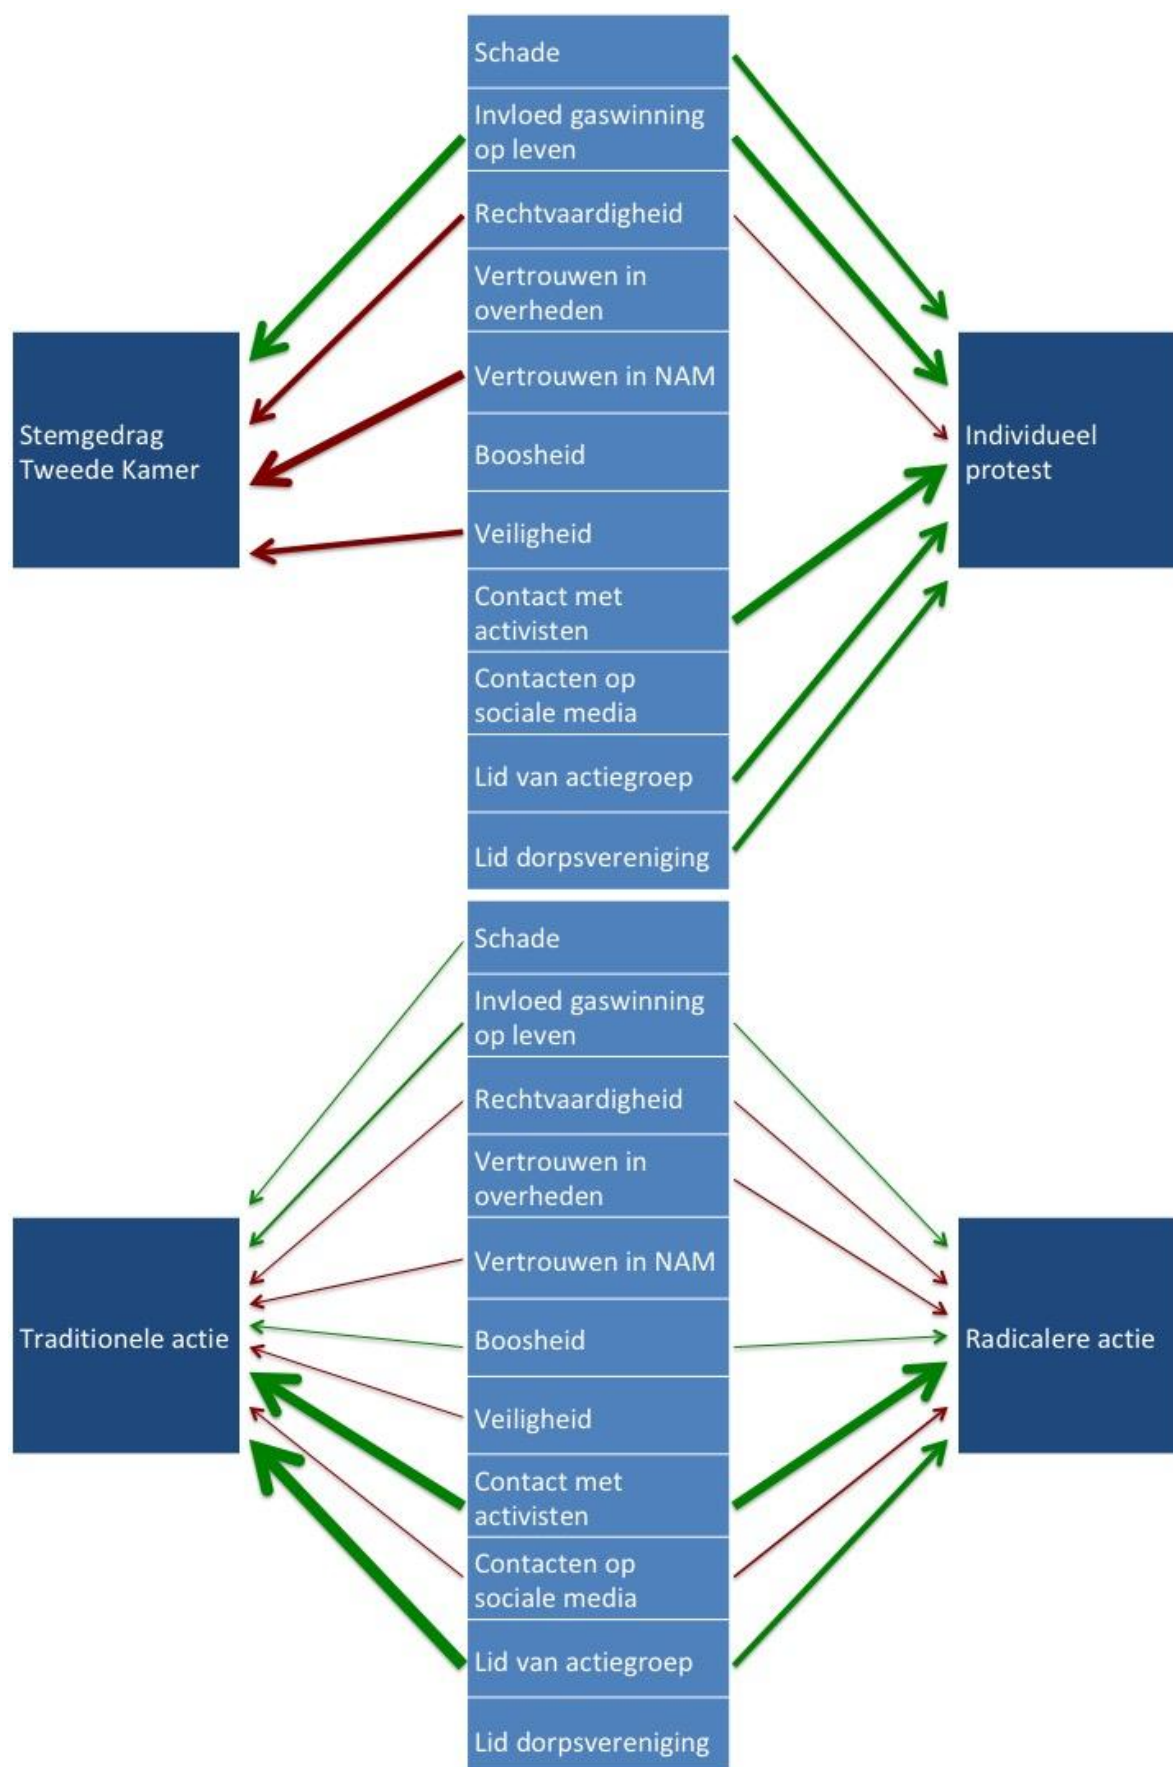 Schade
Invloed gaswinning
op leven
Rechtvaardigheid
Vertrouwen in
overheden
Vertrouwen in NAM
Boosheid
Veiligheid
Contact met
activisten
Contacten op
sociale media
Lid van actiegroep
Lid dorpsvereniging
Stemgedrag
Tweede Kamer
Individueel
protest
Schade
Invloed gaswinning
op leven
Rechtvaardigheid
Vertrouwen in
overheden
Vertrouwen in NAM
Boosheid
Veiligheid
Contact met
activisten
Contacten op
sociale media
Lid van actiegroep
Lid dorpsvereniging
Traditionele actie
Radicalere actie